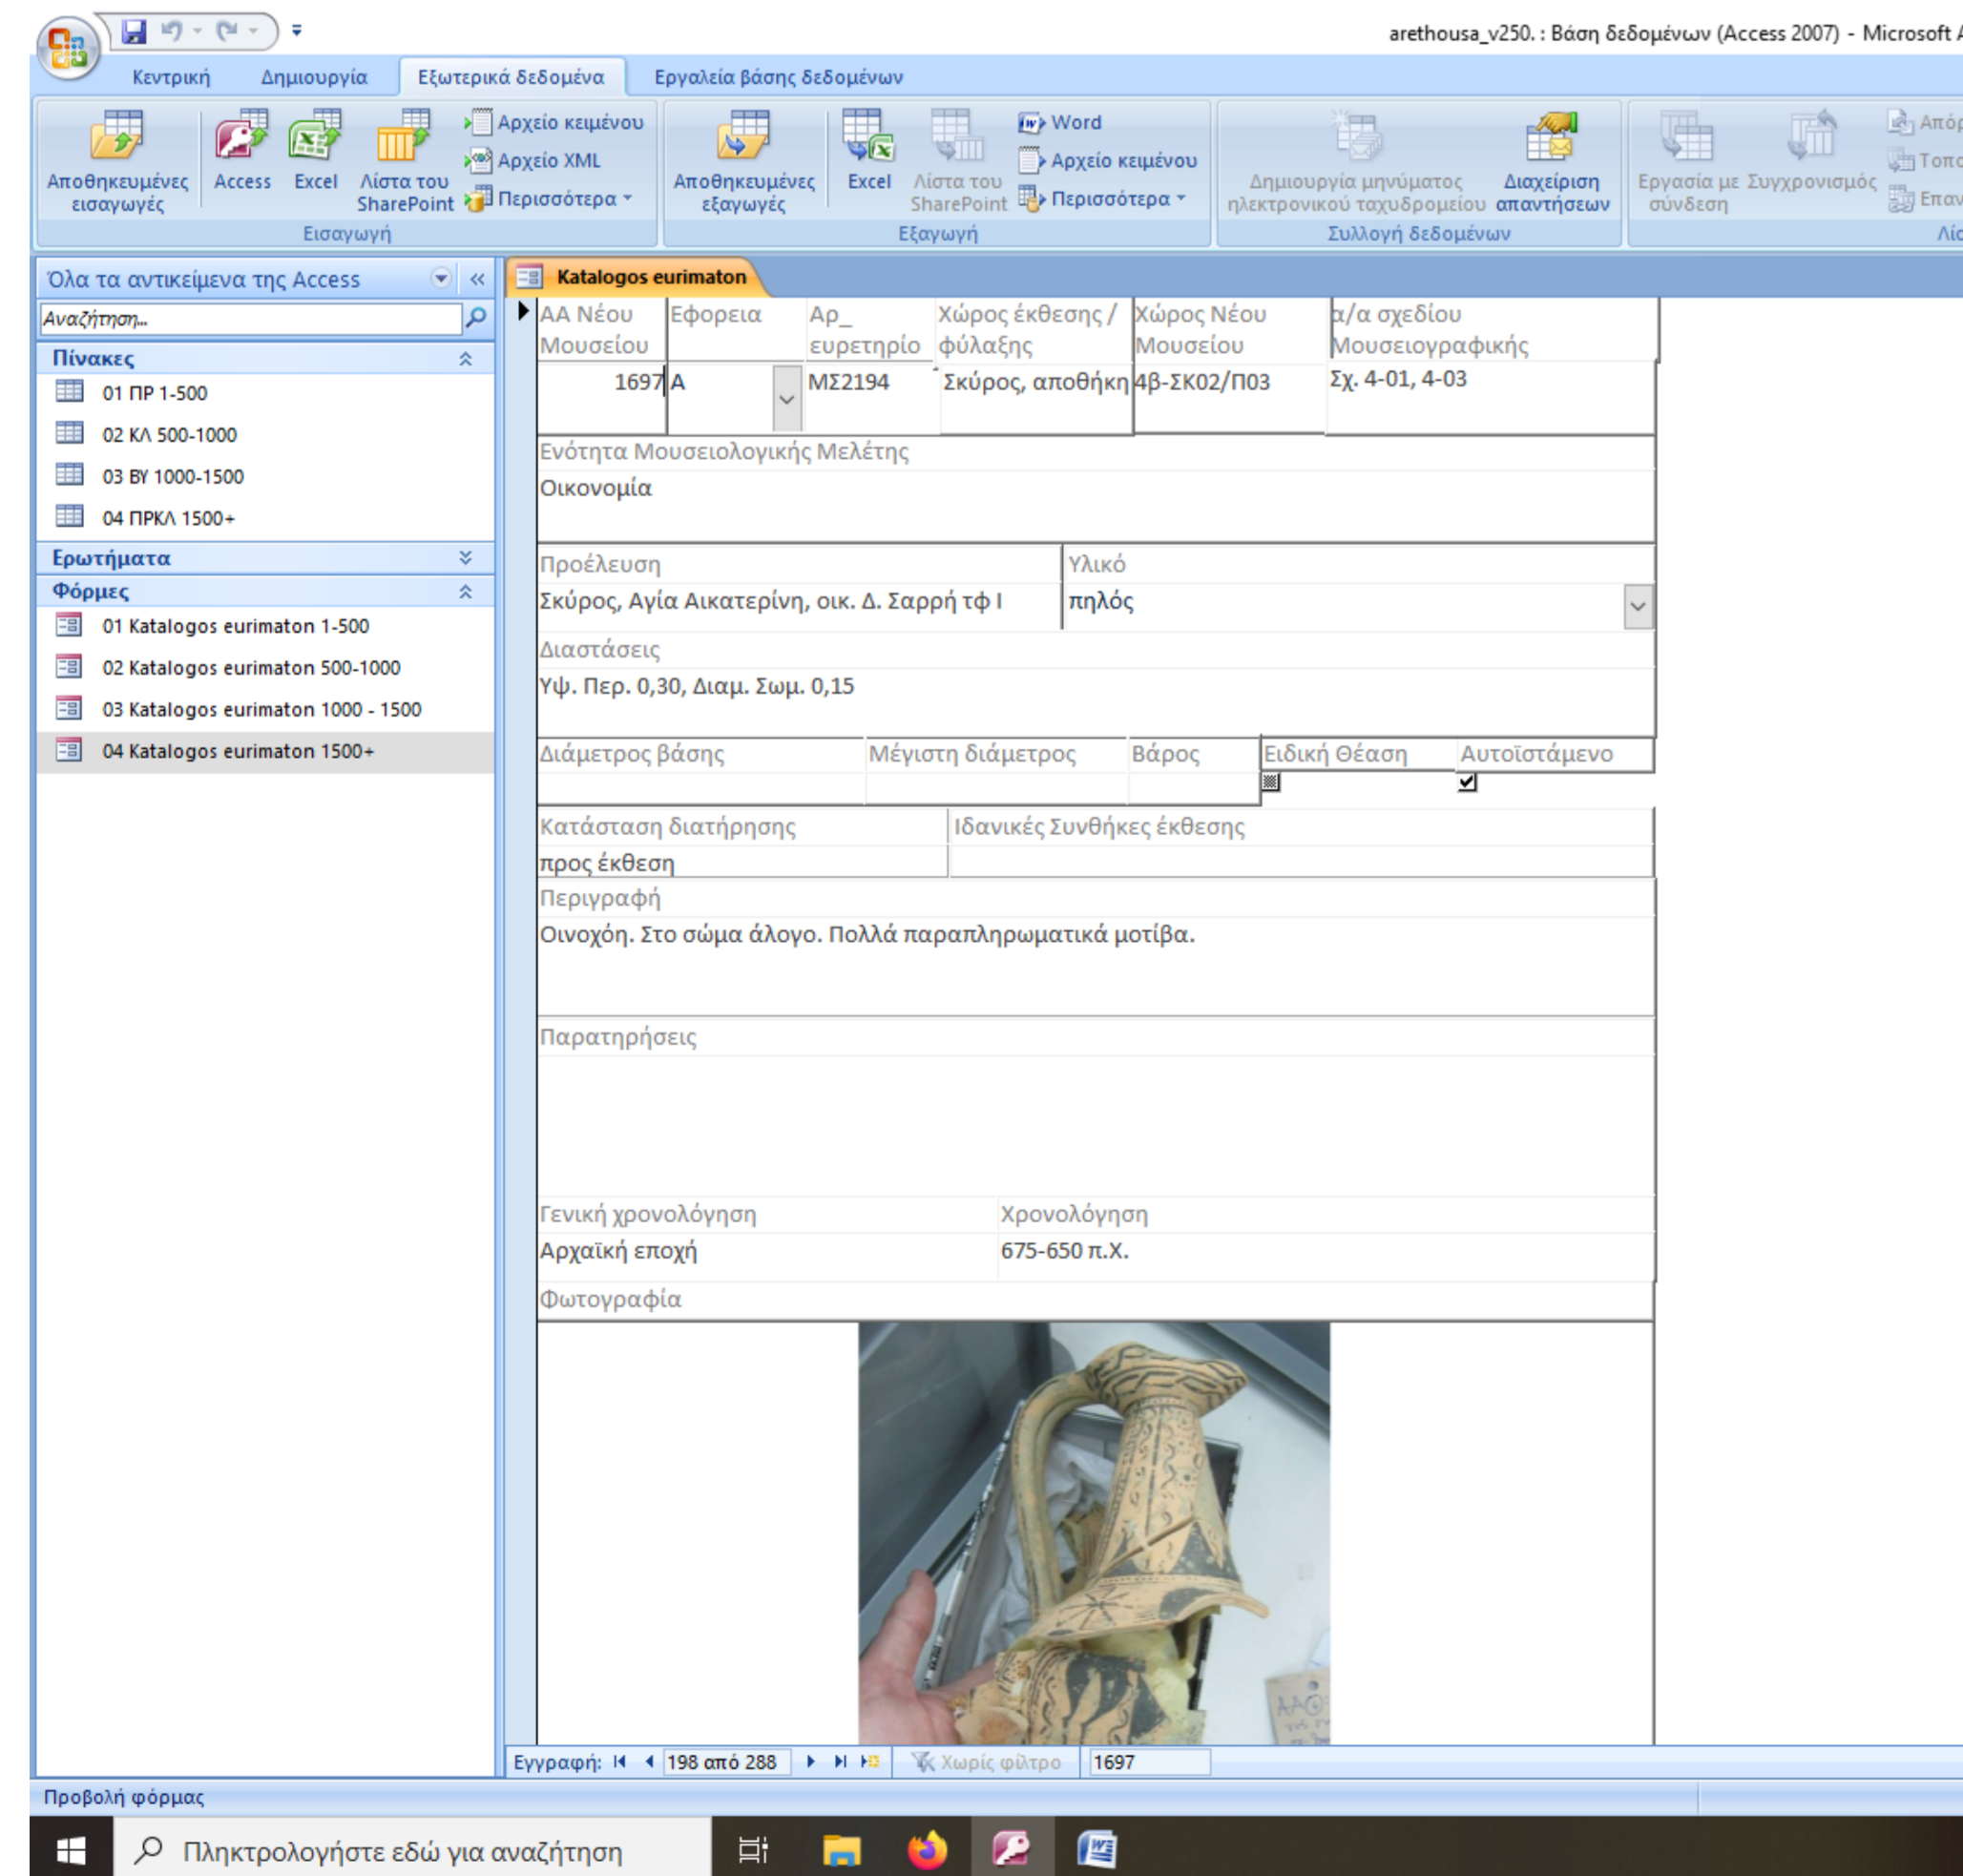 arethousa_v250. : Βάση δεδομένων (Access 2007) - Microsoft
Κεντρική Δημιουργία Εξωτερικά δεδομένα Εργαλεία βάσης δεδομένων
Αποθηκευμένες εισαγωγές
Access
Excel
Λίστα του SharePoint
Αρχείο κειμένου
Αρχείο XML
Περισσότερα
Εισαγωγή
Αποθηκευμένες εξαγωγές
Excel
Λίστα του SharePoint
Word
Αρχείο κειμένου
Περισσότερα
Εξαγωγή
Δημιουργία μηνύματος ηλεκτρονικού ταχυδρομείου
Διαχείριση απαντήσεων
Συλλογή δεδομένων
Εργασία με σύνδεση
Συγχρονισμός
Όλα τα αντικείμενα της Access
Αναζήτηση...
Πίνακες
01 ΠΡ 1-500
02 ΚΛ 500-1000
03 ΒΥ 1000-1500
04 ΠΡΚΛ 1500+
Ερωτήματα
Φόρμες
01 Katalogos eurimaton 1-500
02 Katalogos eurimaton 500-1000
03 Katalogos eurimaton 1000 - 1500
04 Katalogos eurimaton 1500+
Katalogos eurimaton
ΑΑ Νέου Μουσείου
Εφορεια
Αρ_ ευρετηρίο
Χώρος έκθεσης / φύλαξης
Χώρος Νέου Μουσείου
α/α σχεδίου Μουσειογραφικής
1697 Α ΜΣ2194 Σκύρος, αποθήκη 4β-ΣΚ02/Π03 Σχ. 4-01, 4-03
Ενότητα Μουσειολογικής Μελέτης
Οικονομία
Προέλευση Υλικό
Σκύρος, Αγία Αικατερίνη, οικ. Δ. Σαρρή τφ Ι πηλός
Διαστάσεις
Υψ. Περ. 0,30, Διαμ. Σωμ. 0,15
Διάμετρος βάσης Μέγιστη διάμετρος Βάρος Ειδική Θέαση Αυτοϊστάμενο
Κατάσταση διατήρησης Ιδανικές Συνθήκες έκθεσης
προς έκθεση
Περιγραφή
Οινοχόη. Στο σώμα άλογο. Πολλά παραπληρωματικά μοτίβα.
Παρατηρήσεις
Γενική χρονολόγηση Χρονολόγηση
Αρχαϊκή εποχή 675-650 π.Χ.
Φωτογραφία
Εγγραφή: 198 από 288 Χωρίς φίλτρο 1697
Προβολή φόρμας
Πληκτρολογήστε εδώ για αναζήτηση